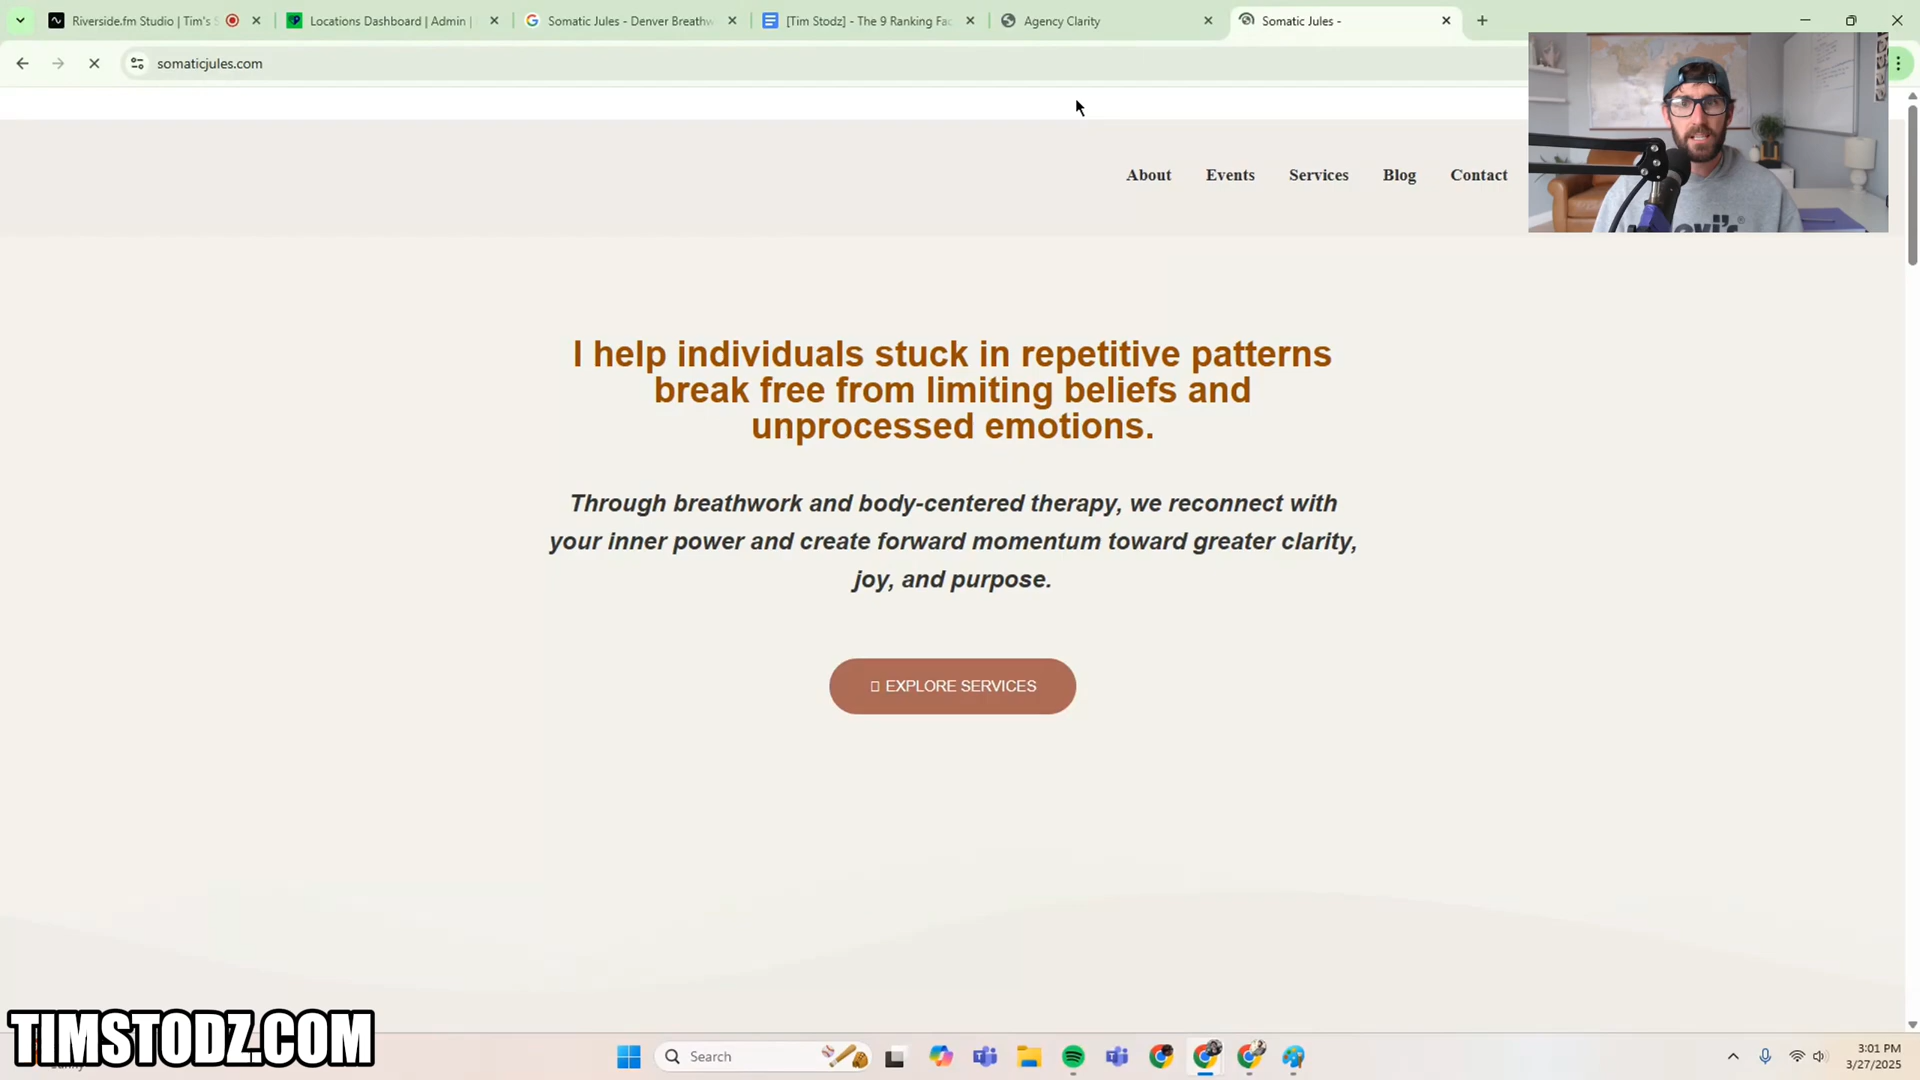 Riverside.fm Studio | Tim's S
Locations Dashboard | Admin |
Somatic Jules - Denver Breathw
[Tim Stodz] - The 9 Ranking Fac
Agency Clarity
Somatic Jules -
somaticjules.com
About
Events
Services
Blog
Contact
I help individuals stuck in repetitive patterns
break free from limiting beliefs and
unprocessed emotions.
Through breathwork and body-centered therapy, we reconnect with
your inner power and create forward momentum toward greater clarity,
joy, and purpose.
EXPLORE SERVICES
TIMSTODZ.COM
Search
3:01 PM
3/27/2025